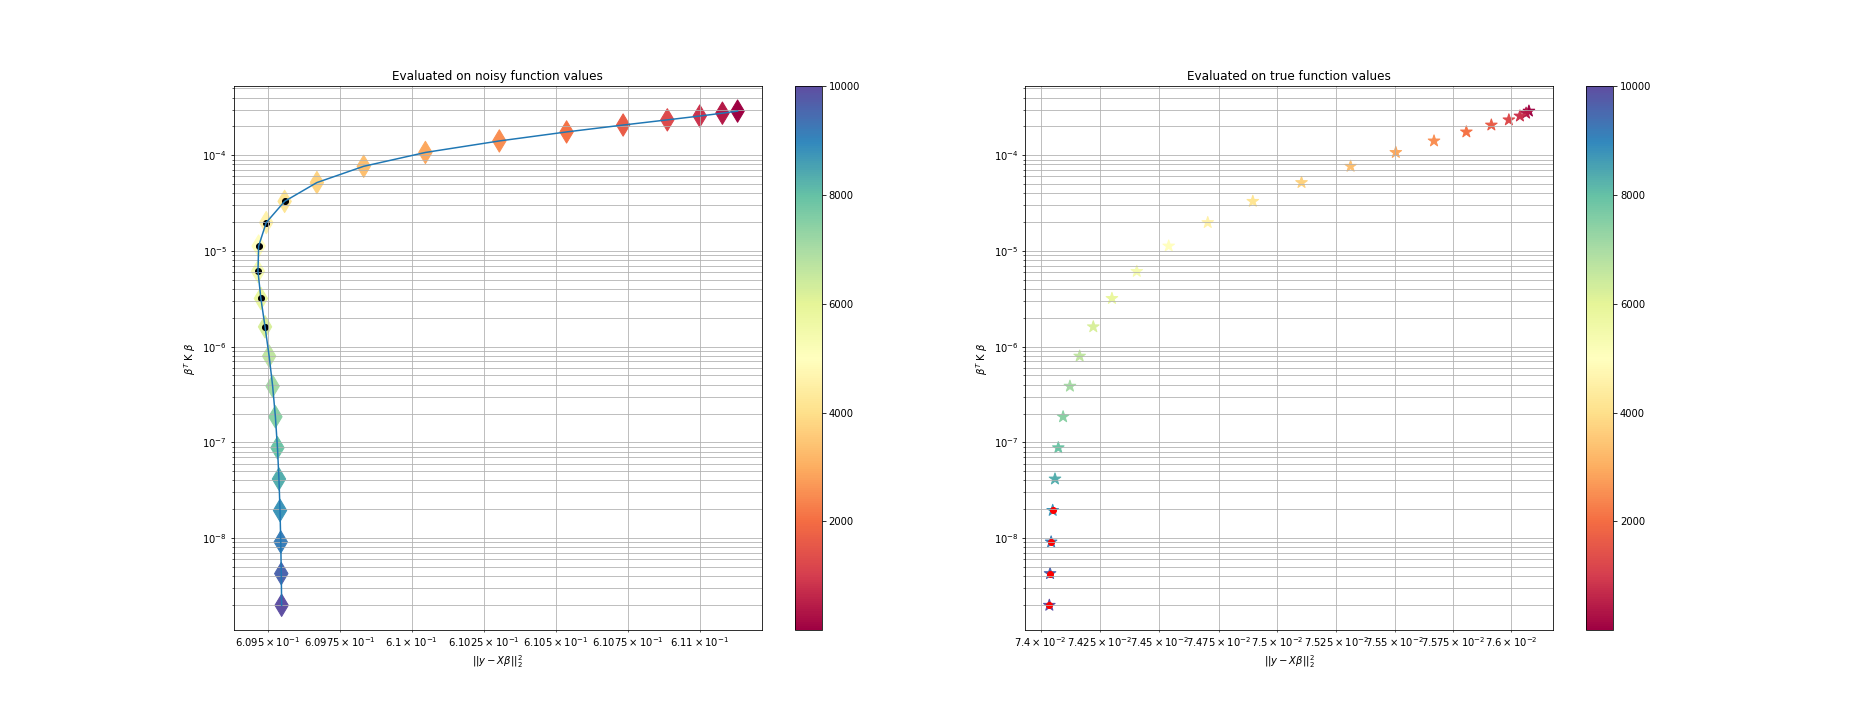 Evaluated on noisy function values
10⁻⁴
10⁻⁵
10⁻⁶
10⁻⁷
10⁻⁸
βᵀ K β
6.095 × 10⁻¹ 6.0975 × 10⁻¹ 6.1 × 10⁻¹ 6.1025 × 10⁻¹ 6.105 × 10⁻¹ 6.1075 × 10⁻¹ 6.11 × 10⁻¹
||y − Xβ||₂²
10000
8000
6000
4000
2000
Evaluated on true function values
10⁻⁴
10⁻⁵
10⁻⁶
10⁻⁷
10⁻⁸
βᵀ K β
7.4 × 10⁻² 7.425 × 10⁻² 7.45 × 10⁻² 7.475 × 10⁻² 7.5 × 10⁻² 7.525 × 10⁻² 7.55 × 10⁻² 7.575 × 10⁻² 7.6 × 10⁻²
||y − Xβ||₂²
10000
8000
6000
4000
2000